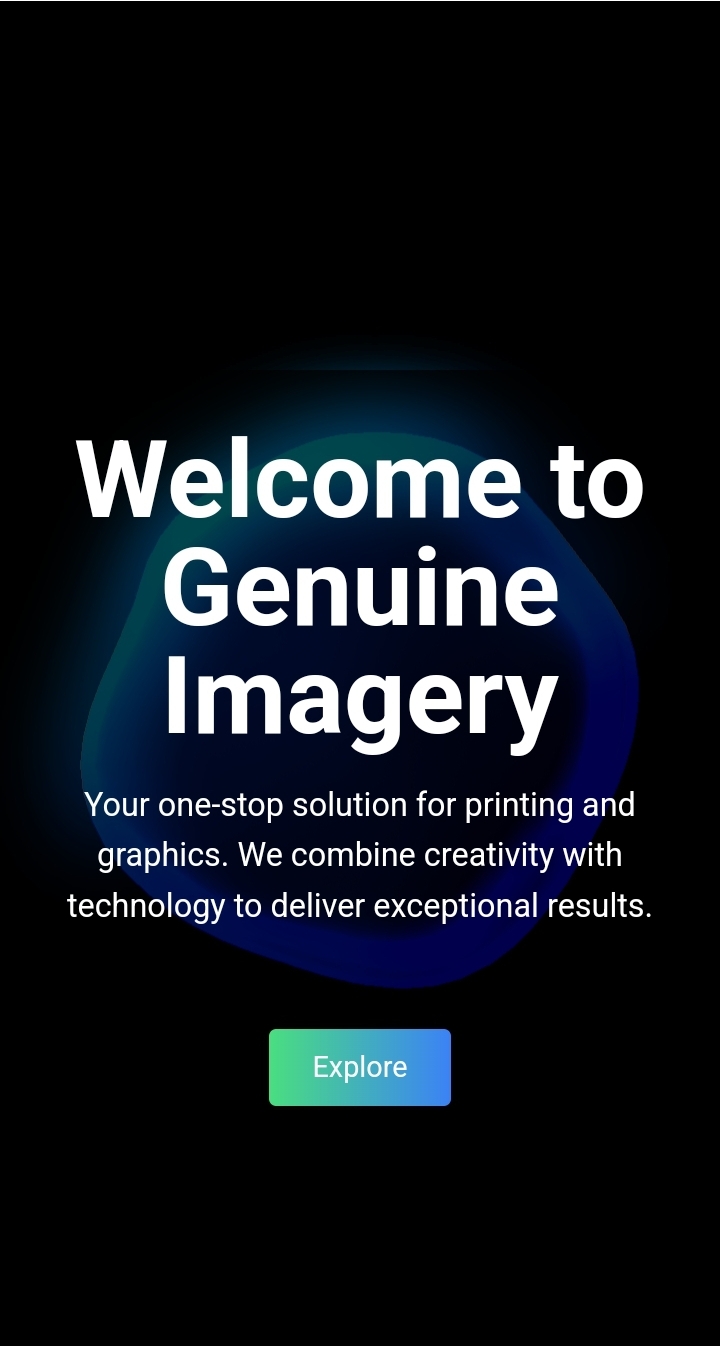 Welcome to
Genuine
Imagery
Your one-stop solution for printing and
graphics. We combine creativity with
technology to deliver exceptional results.
Explore